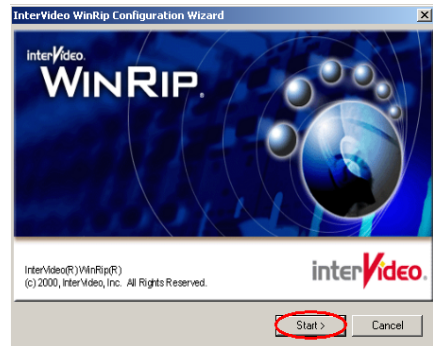 InterVideo WinRip Configuration Wizard
interVideo.
WINRIP.
InterVideo(R) WinRip(R)
(c) 2000, InterVideo, Inc. All Rights Reserved.
interVideo.
Start >
Cancel